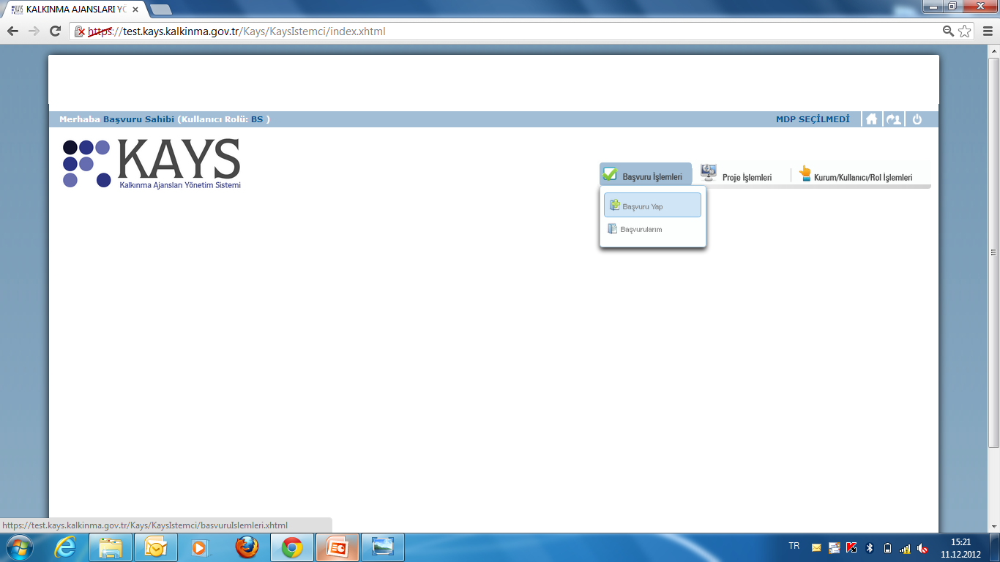 KALKINMA AJANSLARI YÖ
https://test.kays.kalkinma.gov.tr/Kays/KaysIstemci/index.xhtml
Merhaba Başvuru Sahibi (Kullanıcı Rolü: BS )
MDP SEÇİLMEDİ
KAYS
Kalkınma Ajansları Yönetim Sistemi
Başvuru İşlemleri
Proje İşlemleri
Kurum/Kullanıcı/Rol İşlemleri
Başvuru Yap
Başvurularım
https://test.kays.kalkinma.gov.tr/Kays/KaysIstemci/basvuruIslemleri.xhtml
TR
15:21
11.12.2012